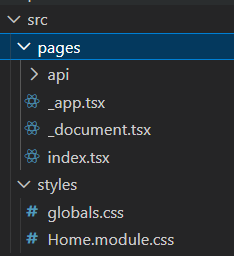 src
pages
api
_app.tsx
_document.tsx
index.tsx
styles
globals.css
Home.module.css